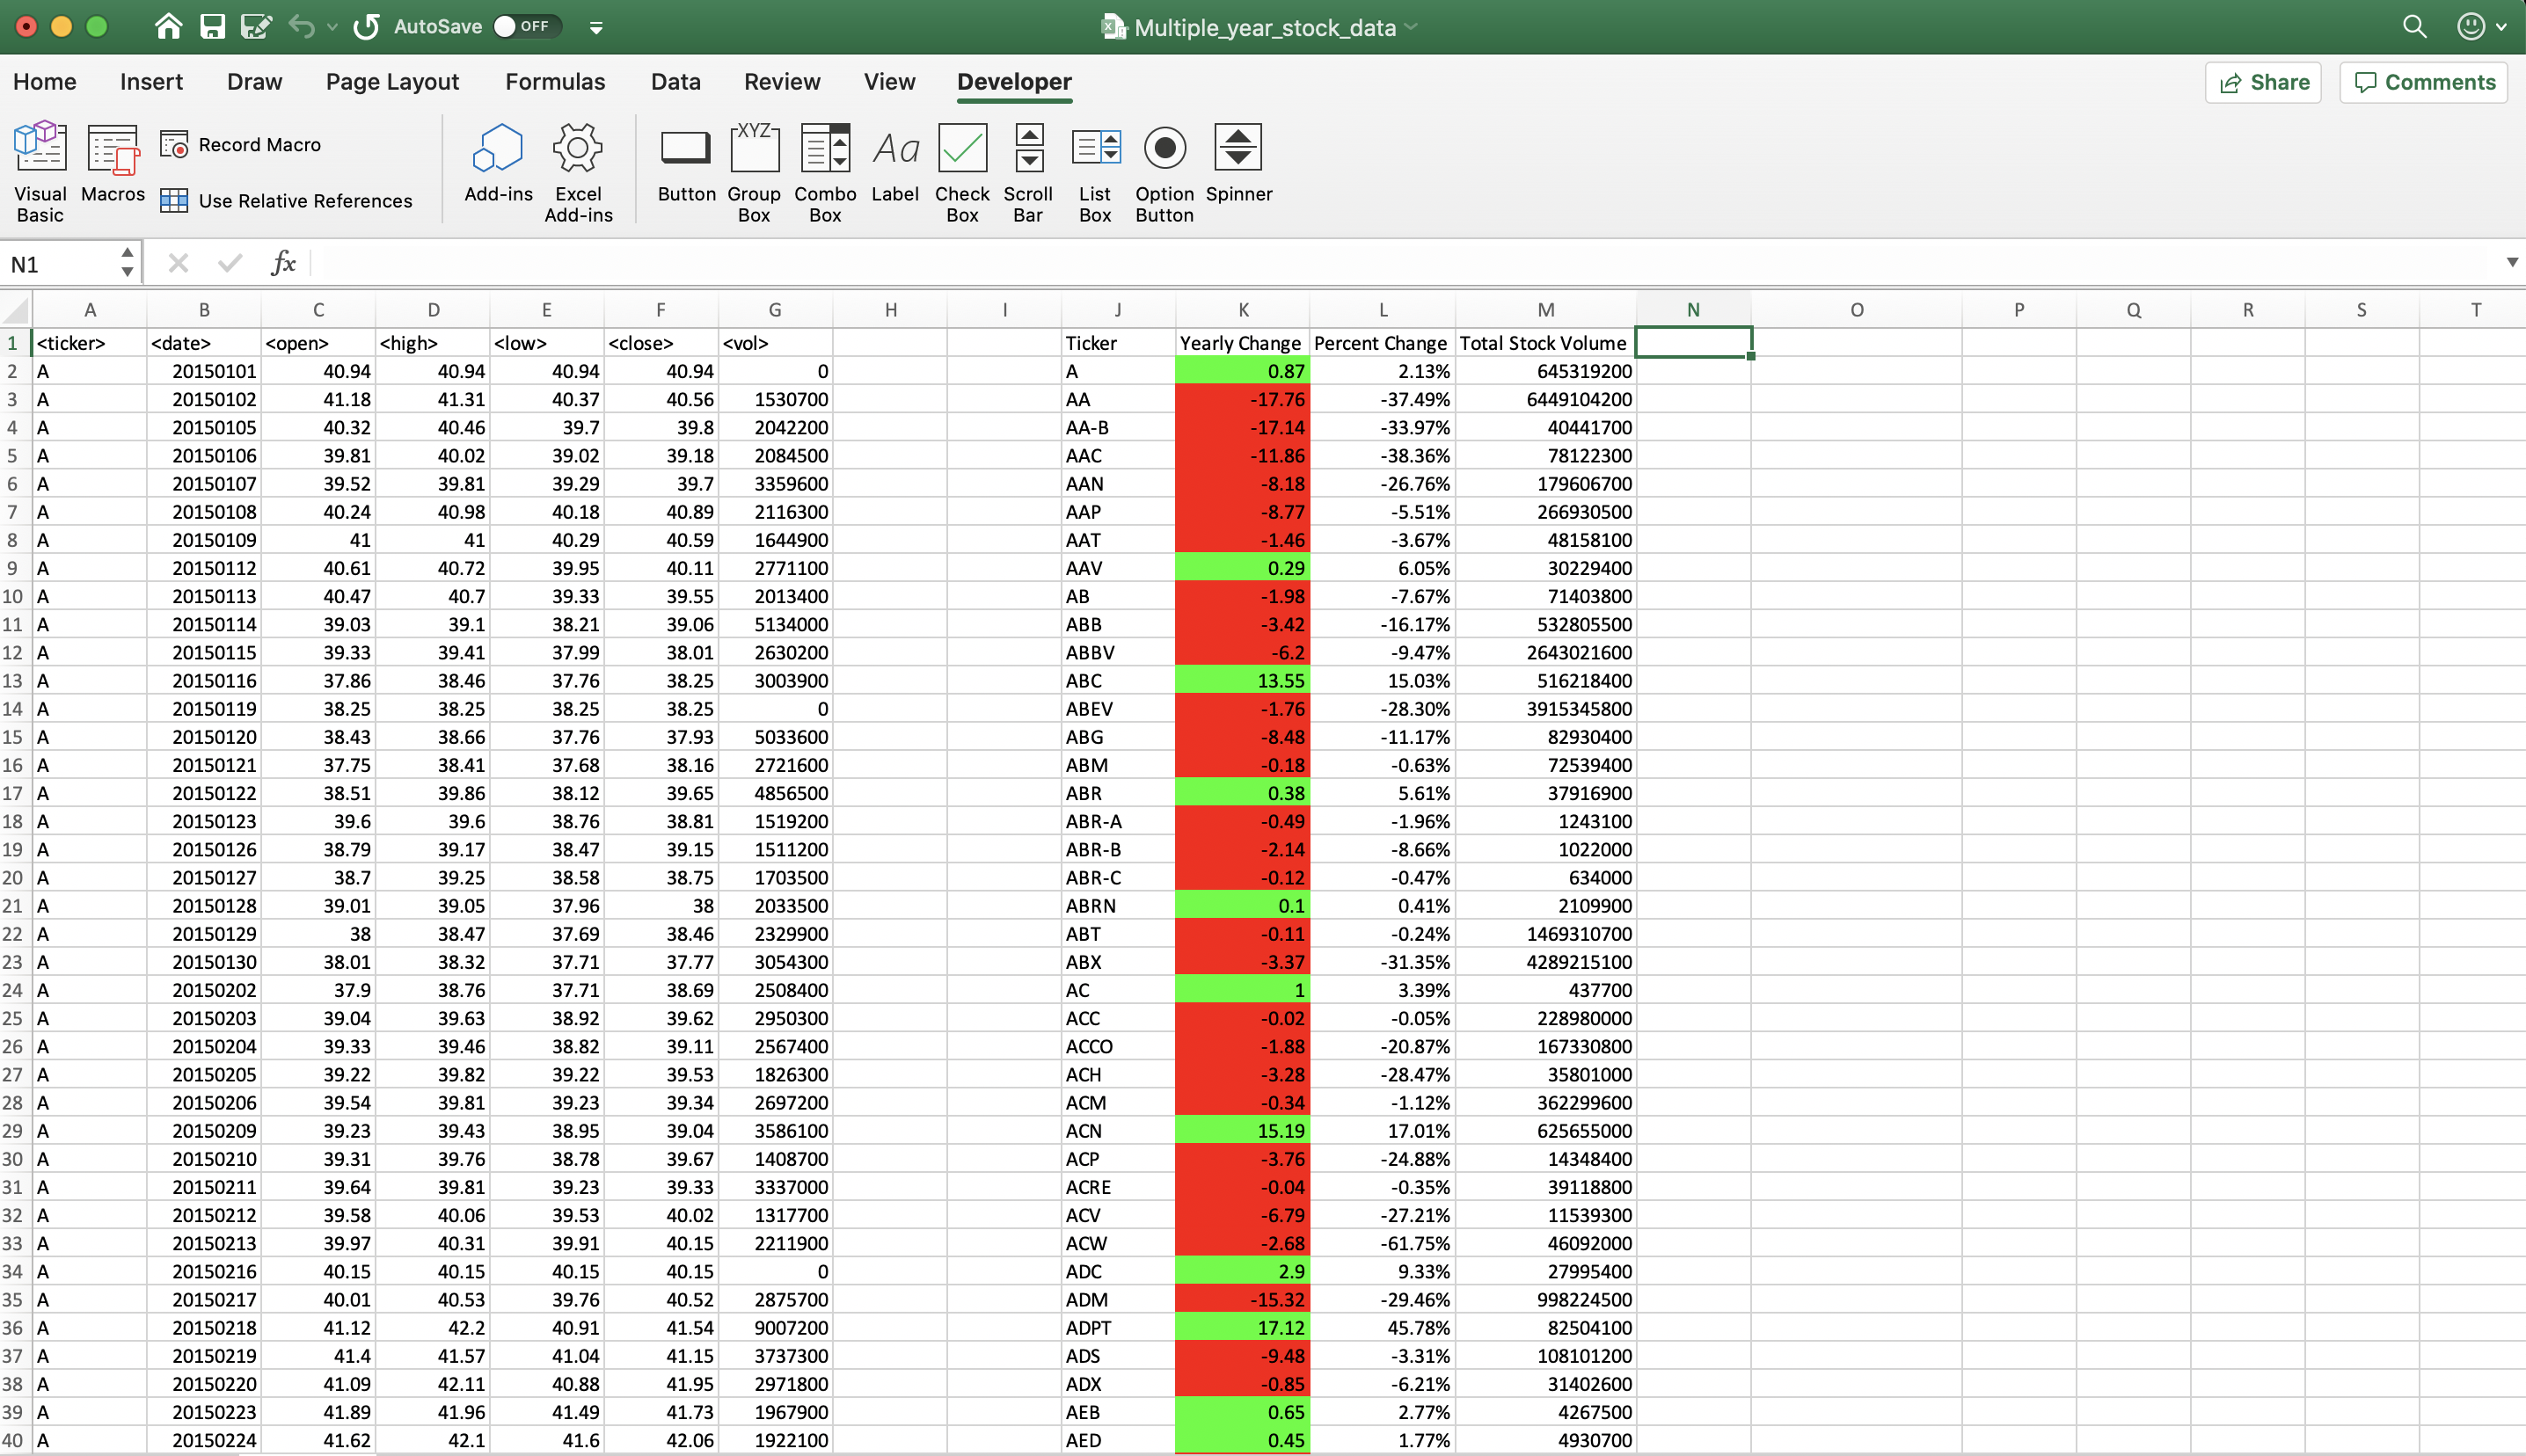 AutoSave OFF Multiple_year_stock_data
Home Insert Draw Page Layout Formulas Data Review View Developer Share Comments
Visual Basic Macros Record Macro Use Relative References Add-ins Excel Add-ins Button XYZ Group Box Combo Box Aa Label Check Box Scroll Bar List Box Option Button Spinner
N1 fx
A B C D E F G H I J K L M N O P Q R S T
1 <ticker> <date> <open> <high> <low> <close> <vol> Ticker Yearly Change Percent Change Total Stock Volume
2 A 20150101 40.94 40.94 40.94 40.94 0 A 0.87 2.13% 645319200
3 A 20150102 41.18 41.31 40.37 40.56 1530700 AA -17.76 -37.49% 6449104200
4 A 20150105 40.32 40.46 39.7 39.8 2042200 AA-B -17.14 -33.97% 40441700
5 A 20150106 39.81 40.02 39.02 39.18 2084500 AAC -11.86 -38.36% 78122300
6 A 20150107 39.52 39.81 39.29 39.7 3359600 AAN -8.18 -26.76% 179606700
7 A 20150108 40.24 40.98 40.18 40.89 2116300 AAP -8.77 -5.51% 266930500
8 A 20150109 41 41 40.29 40.59 1644900 AAT -1.46 -3.67% 48158100
9 A 20150112 40.61 40.72 39.95 40.11 2771100 AAV 0.29 6.05% 30229400
10 A 20150113 40.47 40.7 39.33 39.55 2013400 AB -1.98 -7.67% 71403800
11 A 20150114 39.03 39.1 38.21 39.06 5134000 ABB -3.42 -16.17% 532805500
12 A 20150115 39.33 39.41 37.99 38.01 2630200 ABBV -6.2 -9.47% 2643021600
13 A 20150116 37.86 38.46 37.76 38.25 3003900 ABC 13.55 15.03% 516218400
14 A 20150119 38.25 38.25 38.25 38.25 0 ABEV -1.76 -28.30% 3915345800
15 A 20150120 38.43 38.66 37.76 37.93 5033600 ABG -8.48 -11.17% 82930400
16 A 20150121 37.75 38.41 37.68 38.16 2721600 ABM -0.18 -0.63% 72539400
17 A 20150122 38.51 39.86 38.12 39.65 4856500 ABR 0.38 5.61% 37916900
18 A 20150123 39.6 39.6 38.76 38.81 1519200 ABR-A -0.49 -1.96% 1243100
19 A 20150126 38.79 39.17 38.47 39.15 1511200 ABR-B -2.14 -8.66% 1022000
20 A 20150127 38.7 39.25 38.58 38.75 1703500 ABR-C -0.12 -0.47% 634000
21 A 20150128 39.01 39.05 37.96 38 2033500 ABRN 0.1 0.41% 2109900
22 A 20150129 38 38.47 37.69 38.46 2329900 ABT -0.11 -0.24% 1469310700
23 A 20150130 38.01 38.32 37.71 37.77 3054300 ABX -3.37 -31.35% 4289215100
24 A 20150202 37.9 38.76 37.71 38.69 2508400 AC 1 3.39% 437700
25 A 20150203 39.04 39.63 38.92 39.62 2950300 ACC -0.02 -0.05% 228980000
26 A 20150204 39.33 39.46 38.82 39.11 2567400 ACCO -1.88 -20.87% 167330800
27 A 20150205 39.22 39.82 39.22 39.53 1826300 ACH -3.28 -28.47% 35801000
28 A 20150206 39.54 39.81 39.23 39.34 2697200 ACM -0.34 -1.12% 362299600
29 A 20150209 39.23 39.43 38.95 39.04 3586100 ACN 15.19 17.01% 625655000
30 A 20150210 39.31 39.76 38.78 39.67 1408700 ACP -3.76 -24.88% 14348400
31 A 20150211 39.64 39.81 39.23 39.33 3337000 ACRE -0.04 -0.35% 39118800
32 A 20150212 39.58 40.06 39.53 40.02 1317700 ACV -6.79 -27.21% 11539300
33 A 20150213 39.97 40.31 39.91 40.15 2211900 ACW -2.68 -61.75% 46092000
34 A 20150216 40.15 40.15 40.15 40.15 0 ADC 2.9 9.33% 27995400
35 A 20150217 40.01 40.53 39.76 40.52 2875700 ADM -15.32 -29.46% 998224500
36 A 20150218 41.12 42.2 40.91 41.54 9007200 ADPT 17.12 45.78% 82504100
37 A 20150219 41.4 41.57 41.04 41.15 3737300 ADS -9.48 -3.31% 108101200
38 A 20150220 41.09 42.11 40.88 41.95 2971800 ADX -0.85 -6.21% 31402600
39 A 20150223 41.89 41.96 41.49 41.73 1967900 AEB 0.65 2.77% 4267500
40 A 20150224 41.62 42.1 41.6 42.06 1922100 AED 0.45 1.77% 4930700